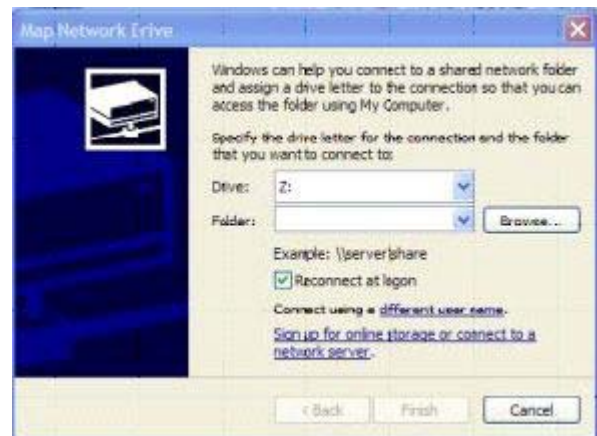 Map Network Drive
Windows can help you connect to a shared network folder
and assign a drive letter to the connection so that you can
access the folder using My Computer.
Specify the drive letter for the connection and the folder
that you want to connect to:
Drive: Z:
Folder: Browse...
Example: \\server\share
Reconnect at logon
Connect using a different user name.
Sign up for online storage or connect to a
network server.
< Back Finish Cancel